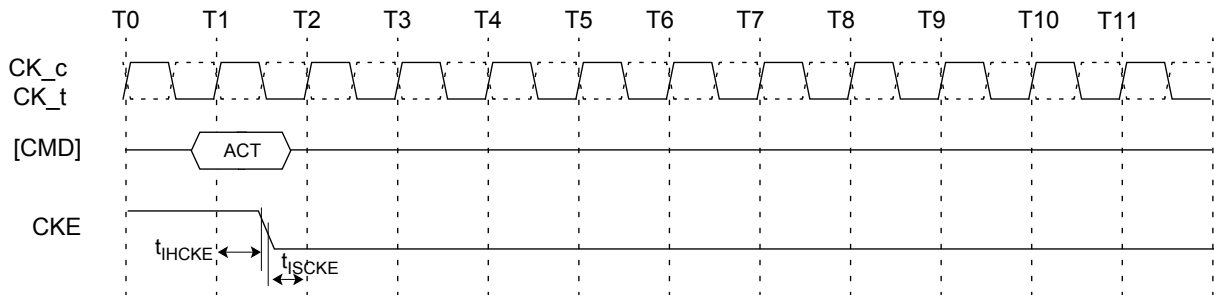 T0 T1 T2 T3 T4 T5 T6 T7 T8 T9 T10 T11
CK_c
CK_t
[CMD] ACT
CKE
tIHCKE
tISCKE